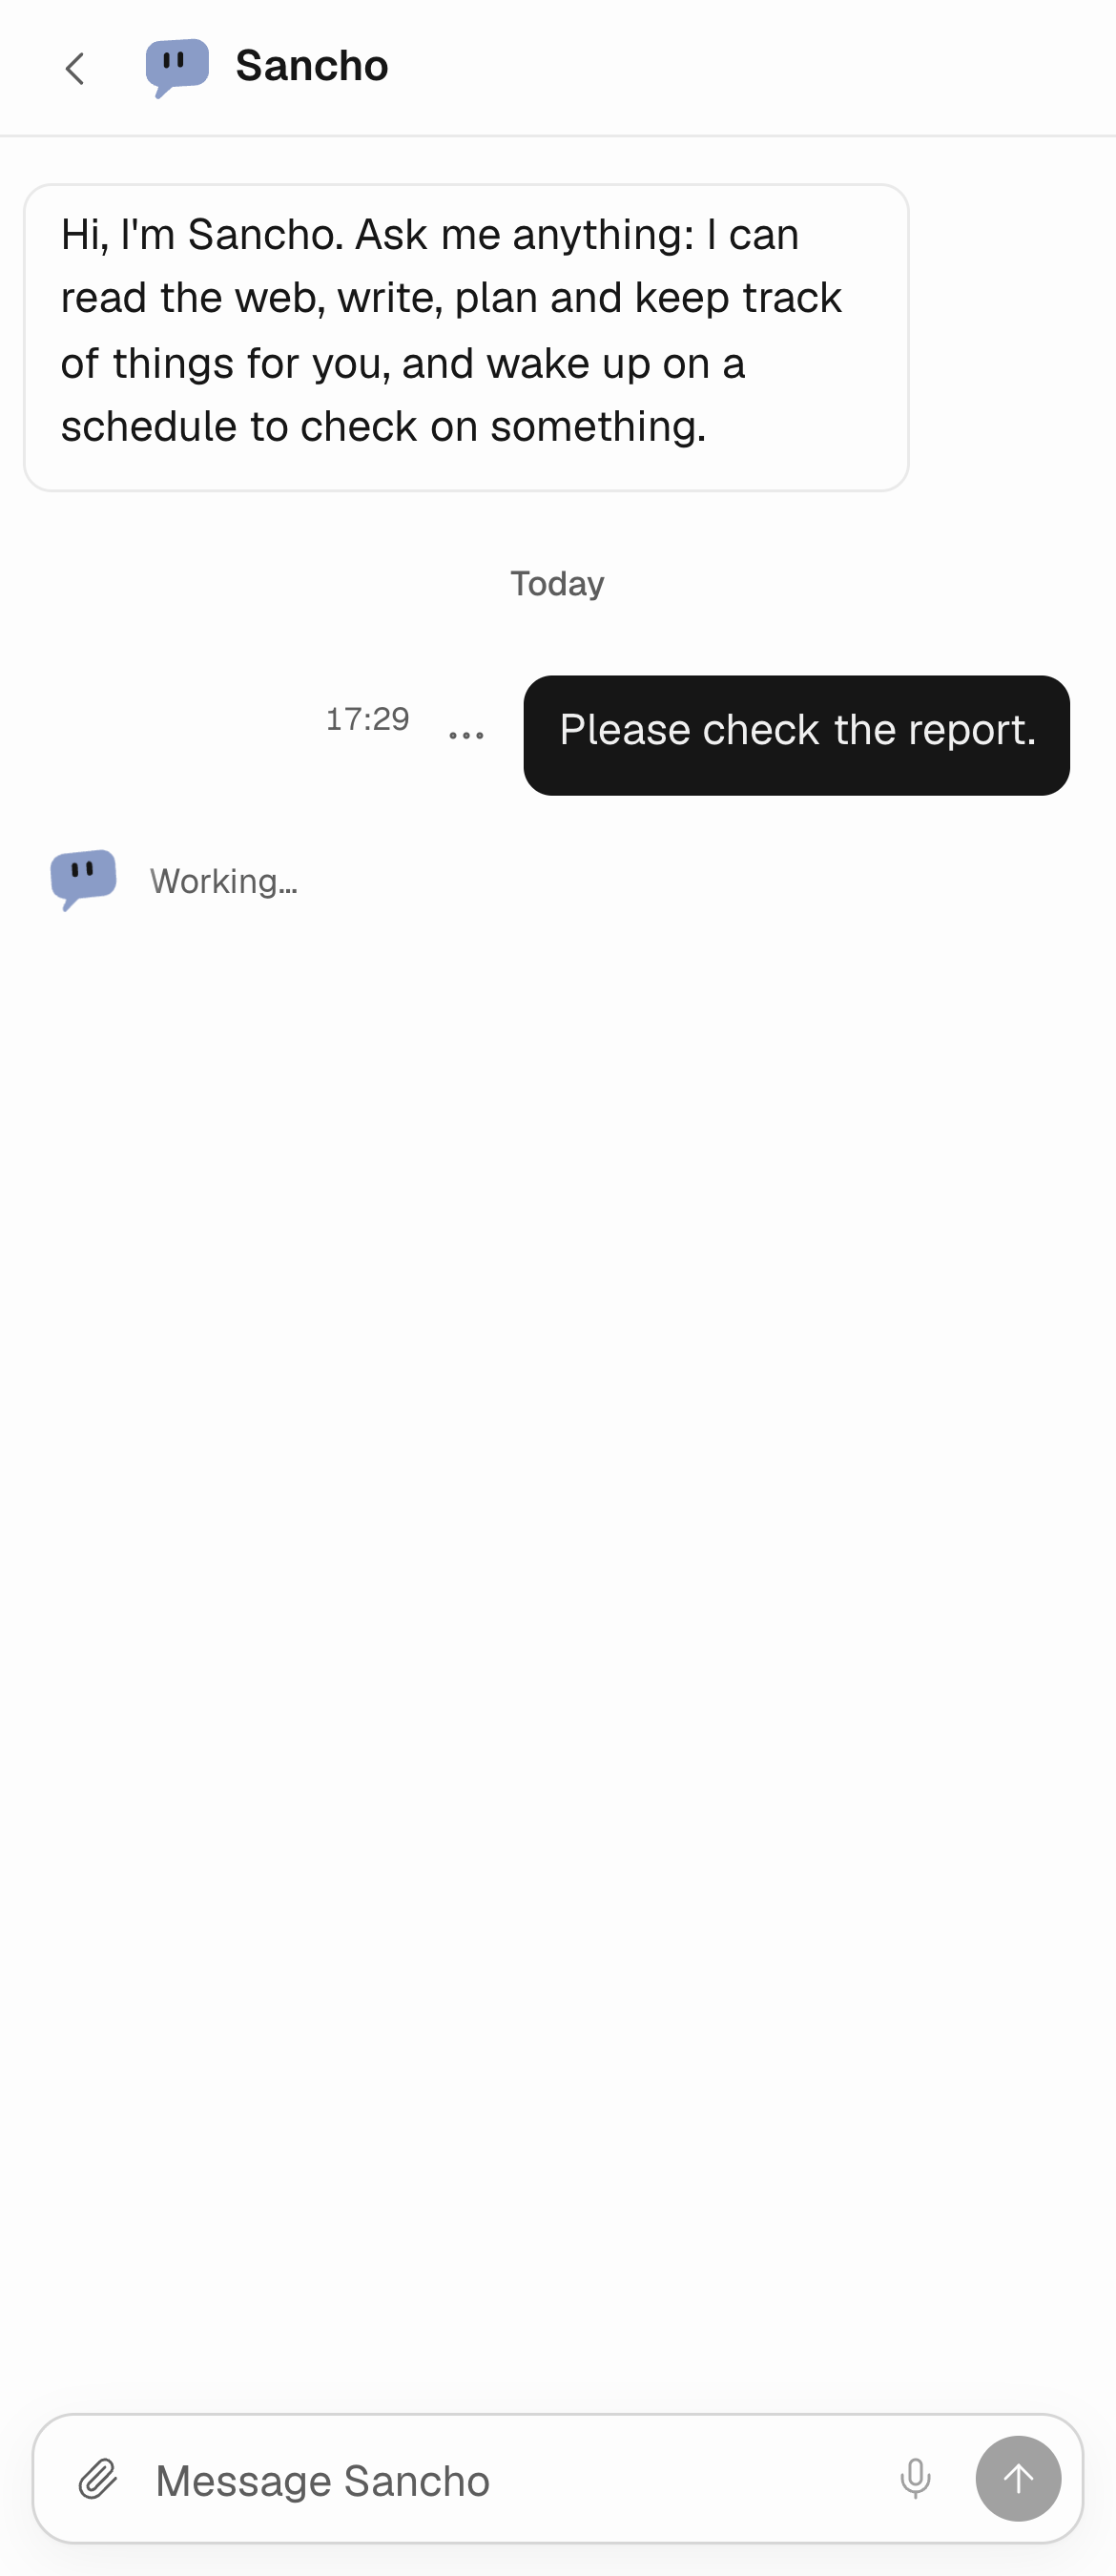 Sancho
Hi, I'm Sancho. Ask me anything: I can
read the web, write, plan and keep track
of things for you, and wake up on a
schedule to check on something.
Today
17:29
Please check the report.
Working...
Message Sancho